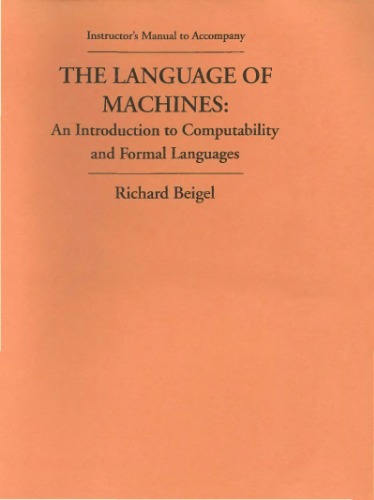 Instructor's Manual to Accompany
THE LANGUAGE OF
MACHINES:
An Introduction to Computability
and Formal Languages
Richard Beigel